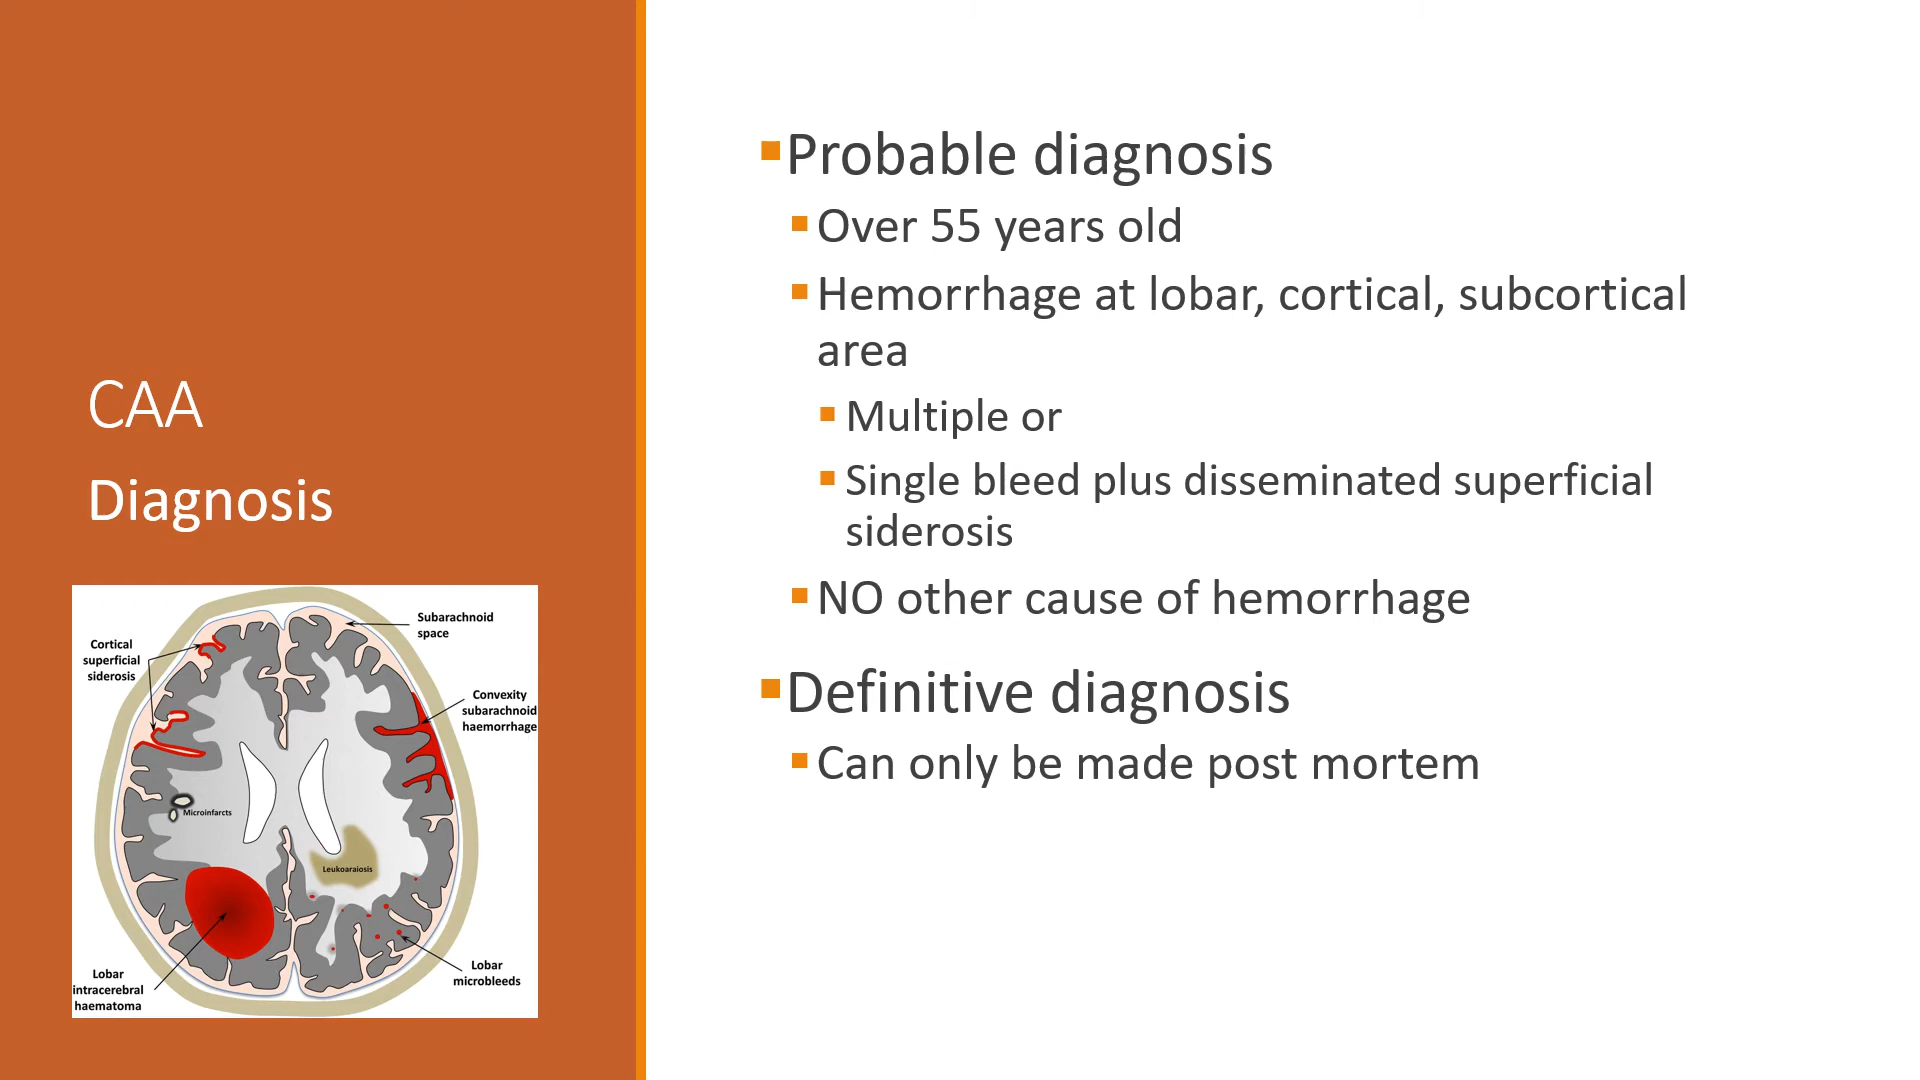 CAA
Diagnosis
Subarachnoid
space
Cortical
superficial
siderosis
Convexity
subarachnoid
haemorrhage
Microinfarcts
Leukoaraiosis
Lobar
intracerebral
haematoma
Lobar
microbleeds
Probable diagnosis
Over 55 years old
Hemorrhage at lobar, cortical, subcortical
area
Multiple or
Single bleed plus disseminated superficial
siderosis
NO other cause of hemorrhage
Definitive diagnosis
Can only be made post mortem